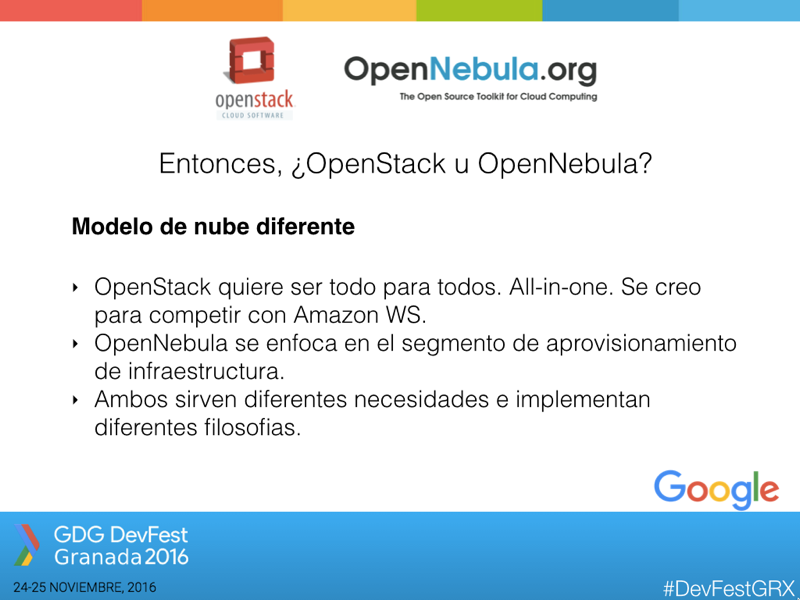 openstack
CLOUD SOFTWARE
OpenNebula.org
The Open Source Toolkit for Cloud Computing
Entonces, ¿OpenStack u OpenNebula?
Modelo de nube diferente
‣ OpenStack quiere ser todo para todos. All-in-one. Se creo
para competir con Amazon WS.
‣ OpenNebula se enfoca en el segmento de aprovisionamiento
de infraestructura.
‣ Ambos sirven diferentes necesidades e implementan
diferentes filosofias.
Google
GDG DevFest
Granada2016
24-25 NOVIEMBRE, 2016
#DevFestGRX